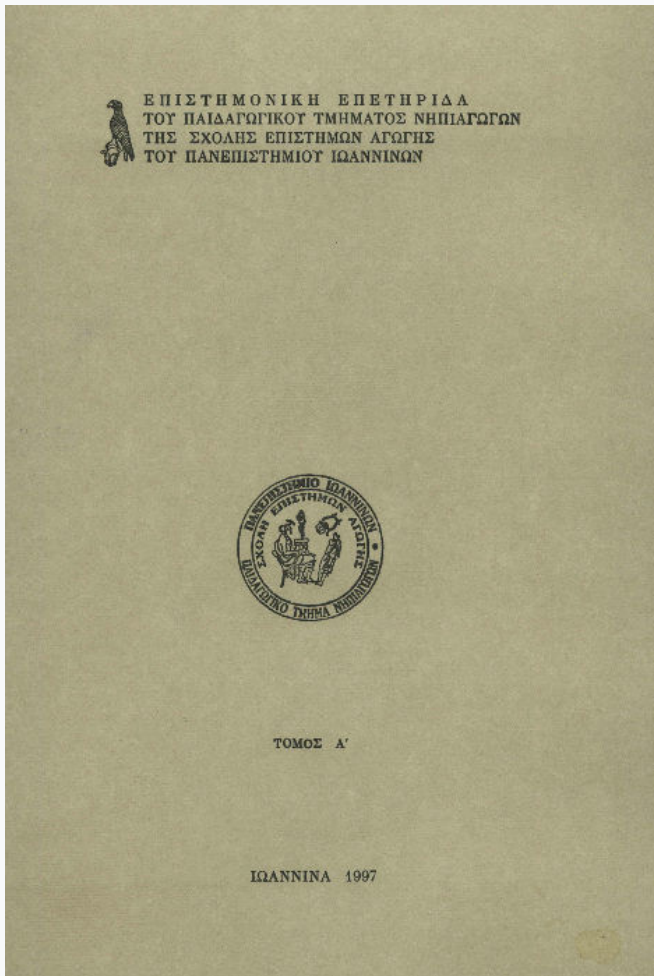 ΕΠΙΣΤΗΜΟΝΙΚΗ ΕΠΕΤΗΡΙΔΑ
ΤΟΥ ΠΑΙΔΑΓΩΓΙΚΟΥ ΤΜΗΜΑΤΟΣ ΝΗΠΙΑΓΩΓΩΝ
ΤΗΣ ΣΧΟΛΗΣ ΕΠΙΣΤΗΜΩΝ ΑΓΩΓΗΣ
ΤΟΥ ΠΑΝΕΠΙΣΤΗΜΙΟΥ ΙΩΑΝΝΙΝΩΝ
ΠΑΝΕΠΙΣΤΗΜΙΟ ΙΩΑΝΝΙΝΩΝ
ΣΧΟΛΗ ΕΠΙΣΤΗΜΩΝ ΑΓΩΓΗΣ
ΠΑΙΔΑΓΩΓΙΚΟ ΤΜΗΜΑ ΝΗΠΙΑΓΩΓΩΝ
ΤΟΜΟΣ Α΄
ΙΩΑΝΝΙΝΑ 1997